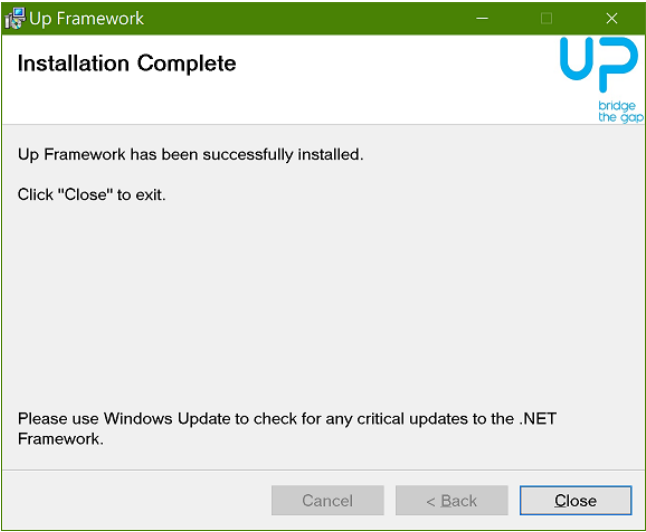 Up Framework
Installation Complete
UP
bridge
the gap
Up Framework has been successfully installed.
Click "Close" to exit.
Please use Windows Update to check for any critical updates to the .NET
Framework.
Cancel
< Back
Close